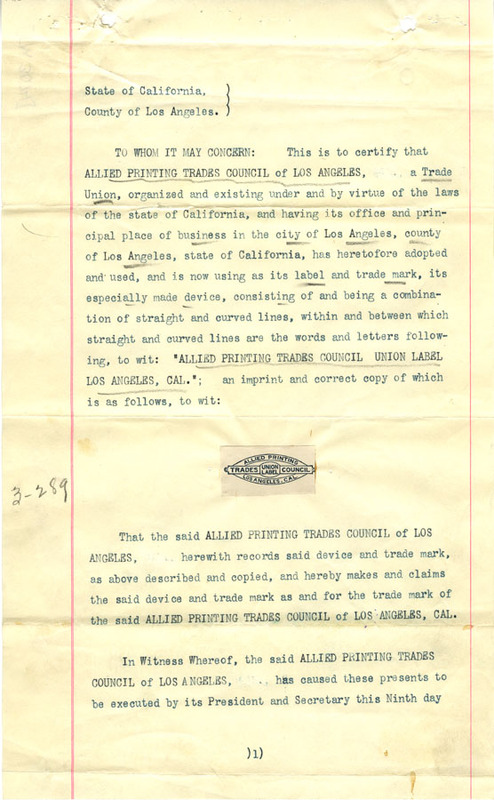 State of California, }
County of Los Angeles. }
TO WHOM IT MAY CONCERN: This is to certify that
ALLIED PRINTING TRADES COUNCIL of LOS ANGELES, a Trade
Union, organized and existing under and by virtue of the laws
of the state of California, and having its office and prin-
cipal place of business in the city of Los Angeles, county
of Los Angeles, state of California, has heretofore adopted
and used, and is now using as its label and trade mark, its
especially made device, consisting of and being a combina-
tion of straight and curved lines, within and between which
straight and curved lines are the words and letters follow-
ing, to wit: "ALLIED PRINTING TRADES COUNCIL UNION LABEL
LOS ANGELES, CAL."; an imprint and correct copy of which
is as follows, to wit:
ALLIED PRINTING
TRADES UNION LABEL COUNCIL
LOS ANGELES, CAL.
3-289
That the said ALLIED PRINTING TRADES COUNCIL of LOS
ANGELES, herewith records said device and trade mark,
as above described and copied, and hereby makes and claims
the said device and trade mark as and for the trade mark of
the said ALLIED PRINTING TRADES COUNCIL of LOS ANGELES, CAL.
In Witness Whereof, the said ALLIED PRINTING TRADES
COUNCIL of LOS ANGELES, has caused these presents to
be executed by its President and Secretary this Ninth day
)1)